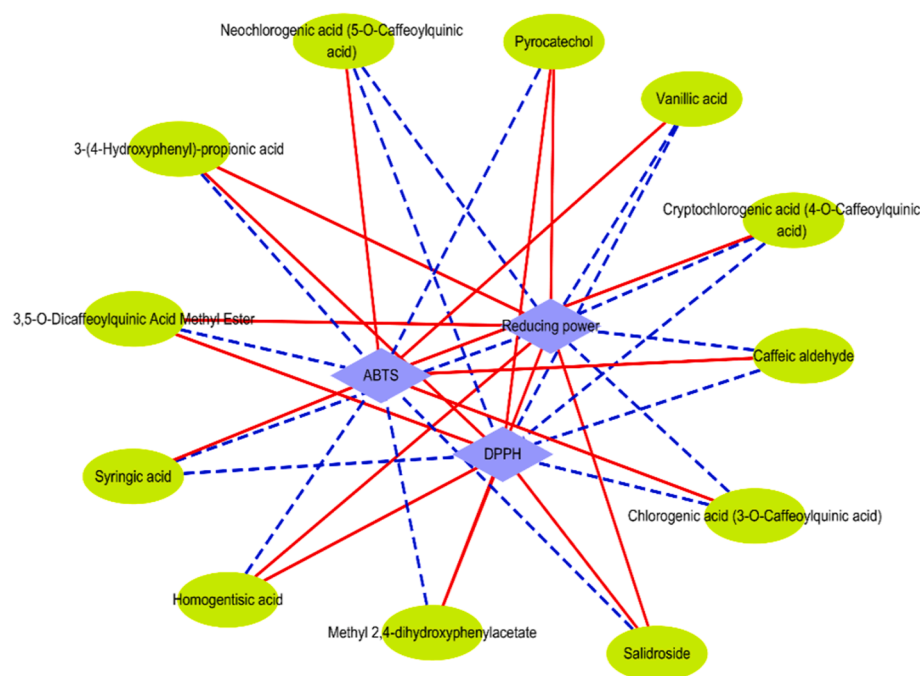 Neochlorogenic acid (5-O-Caffeoylquinic
acid)
Pyrocatechol
Vanillic acid
3-(4-Hydroxyphenyl)-propionic acid
Cryptochlorogenic acid (4-O-Caffeoylquinic
acid)
3,5-O-Dicaffeoylquinic Acid Methyl Ester
Reducing power
Caffeic aldehyde
ABTS
DPPH
Syringic acid
Chlorogenic acid (3-O-Caffeoylquinic acid)
Homogentisic acid
Methyl 2,4-dihydroxyphenylacetate
Salidroside